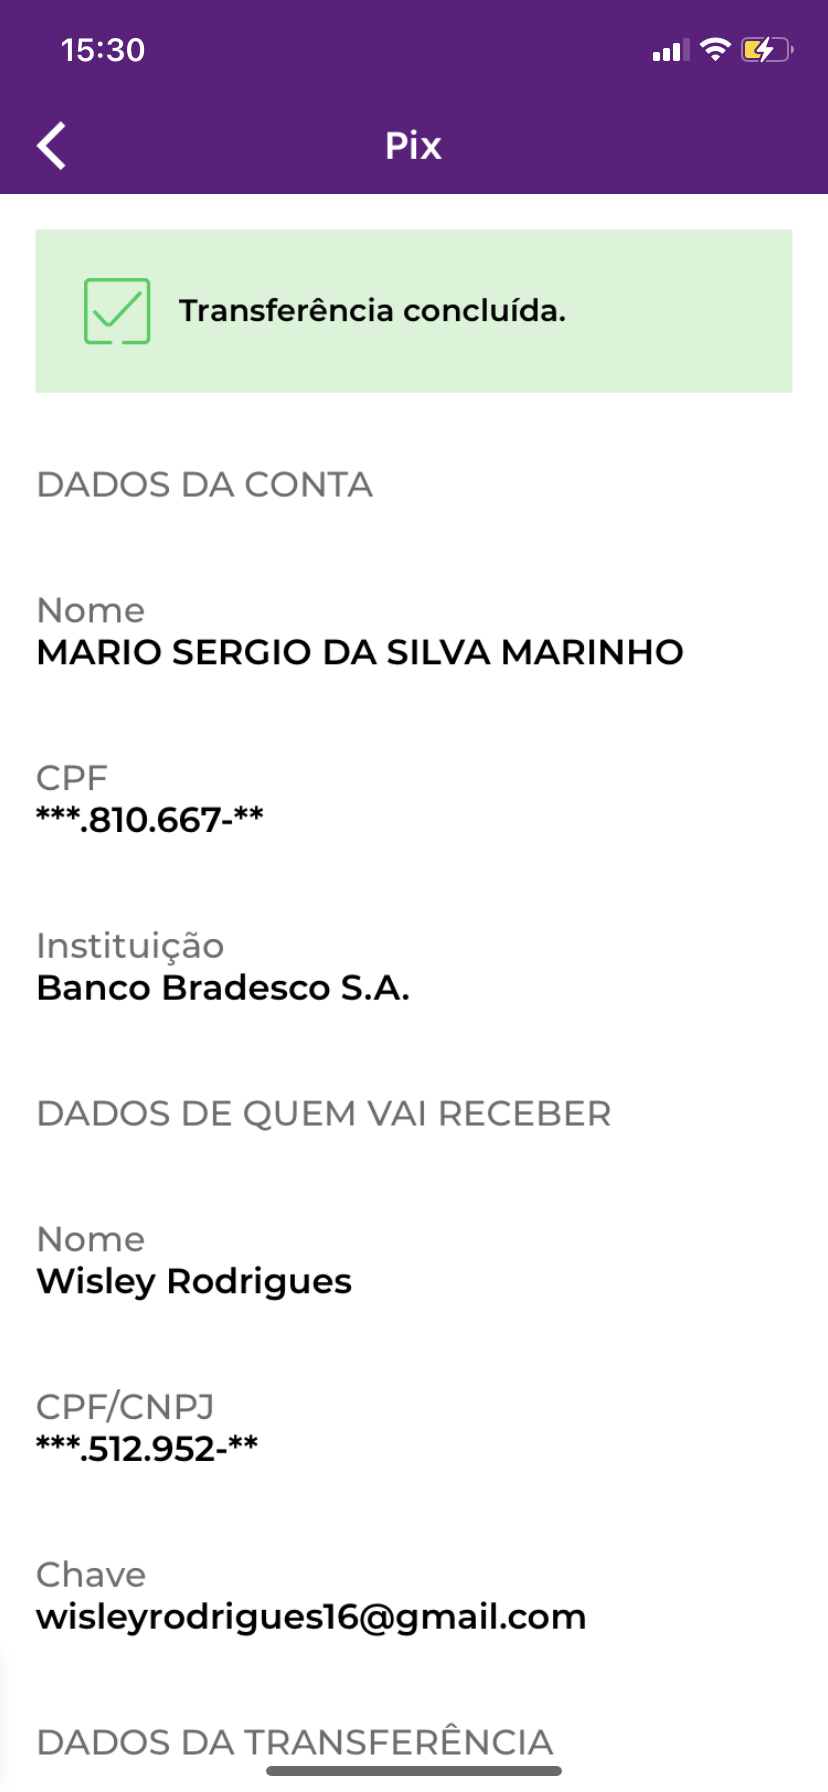 15:30
Pix
Transferência concluída.
DADOS DA CONTA
Nome
MARIO SERGIO DA SILVA MARINHO
CPF
***.810.667-**
Instituição
Banco Bradesco S.A.
DADOS DE QUEM VAI RECEBER
Nome
Wisley Rodrigues
CPF/CNPJ
***.512.952-**
Chave
wisleyrodrigues16@gmail.com
DADOS DA TRANSFERÊNCIA